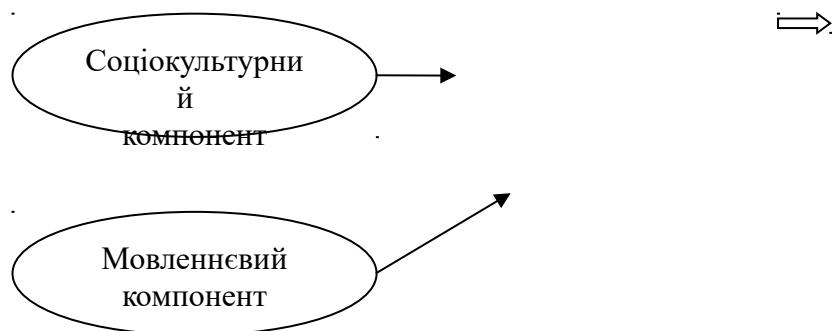 Соціокультурни
й
компонент
Мовленнєвий
компонент